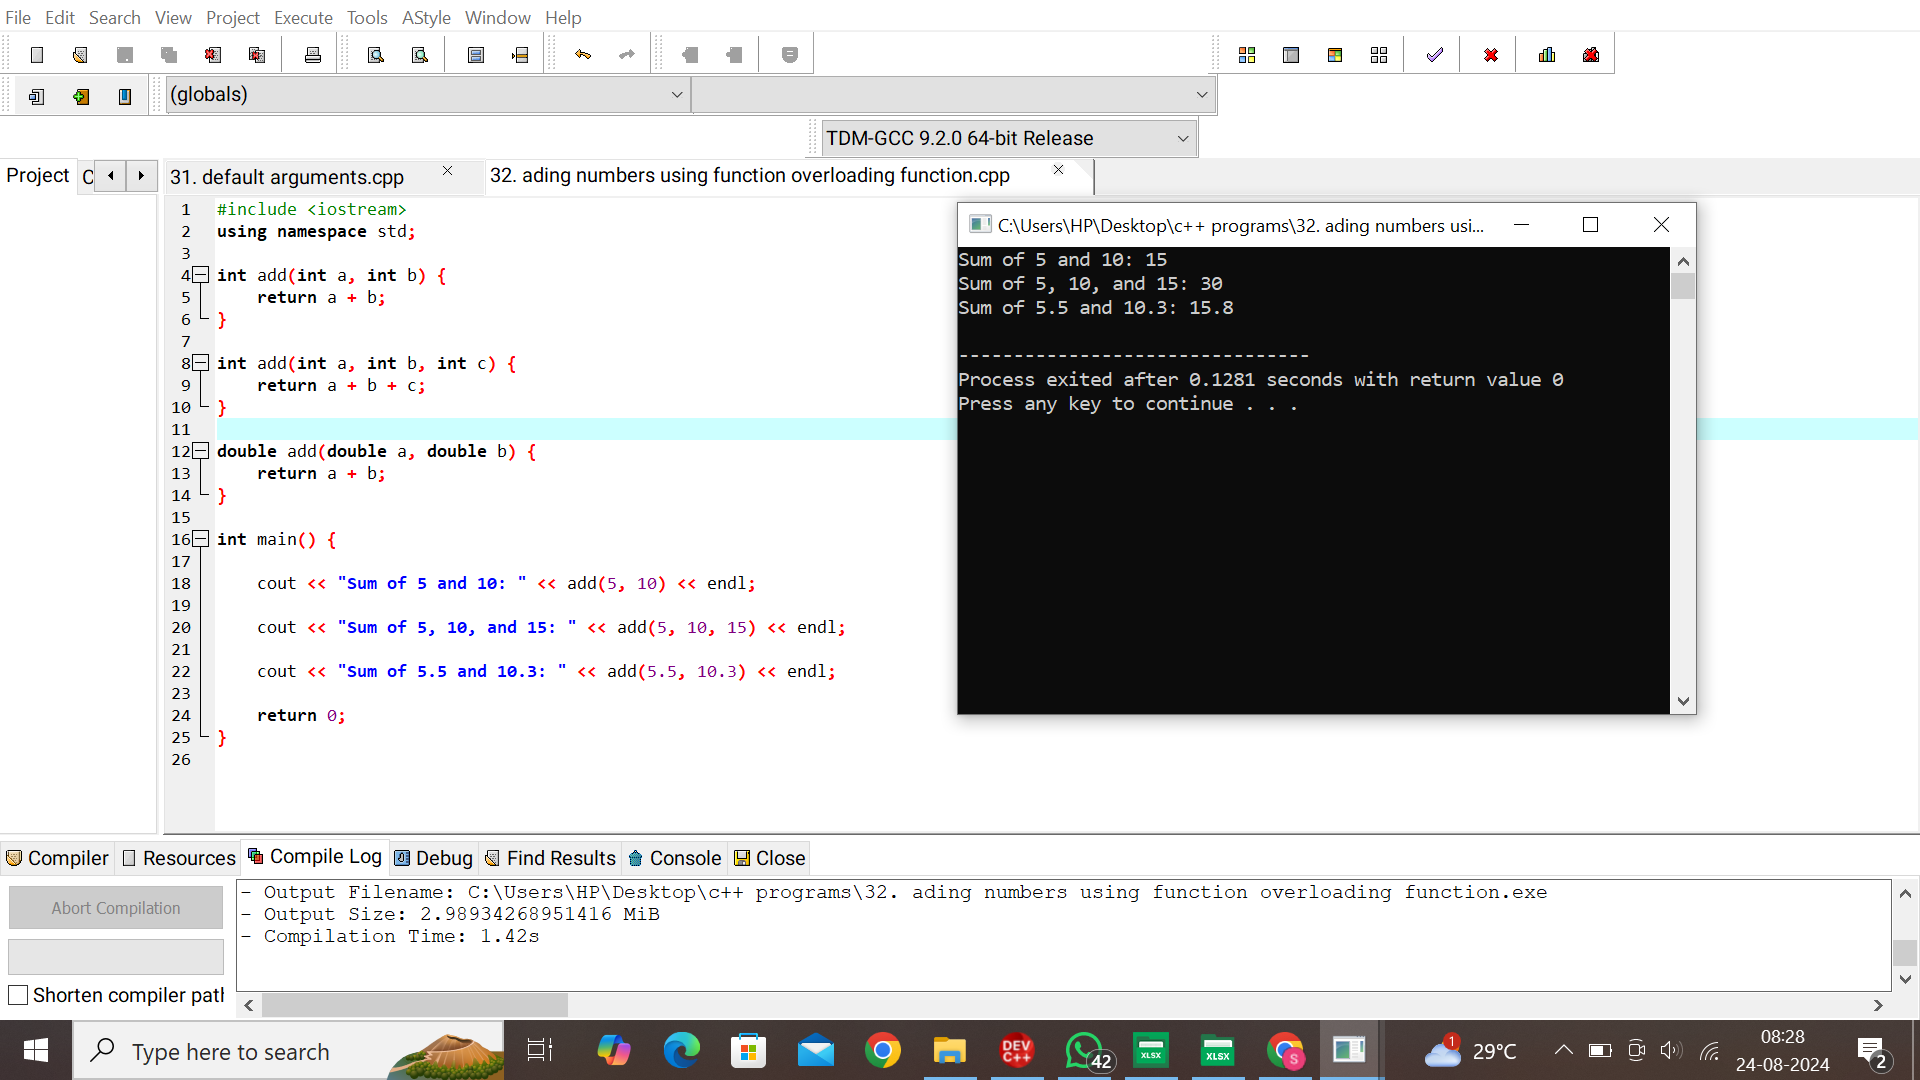 File Edit Search View Project Execute Tools AStyle Window Help
(globals)
TDM-GCC 9.2.0 64-bit Release
Project C
31. default arguments.cpp
32. ading numbers using function overloading function.cpp
1 #include <iostream>
2 using namespace std;
3
4 int add(int a, int b) {
5 return a + b;
6 }
7
8 int add(int a, int b, int c) {
9 return a + b + c;
10 }
11
12 double add(double a, double b) {
13 return a + b;
14 }
15
16 int main() {
17
18 cout << "Sum of 5 and 10: " << add(5, 10) << endl;
19
20 cout << "Sum of 5, 10, and 15: " << add(5, 10, 15) << endl;
21
22 cout << "Sum of 5.5 and 10.3: " << add(5.5, 10.3) << endl;
23
24 return 0;
25 }
26
C:\Users\HP\Desktop\c++ programs\32. ading numbers usi...
Sum of 5 and 10: 15
Sum of 5, 10, and 15: 30
Sum of 5.5 and 10.3: 15.8
--------------------------------
Process exited after 0.1281 seconds with return value 0
Press any key to continue . . .
Compiler Resources Compile Log Debug Find Results Console Close
Abort Compilation
Shorten compiler path
- Output Filename: C:\Users\HP\Desktop\c++ programs\32. ading numbers using function overloading function.exe
- Output Size: 2.98934268951416 MiB
- Compilation Time: 1.42s
Type here to search
DEV C++
42
XLSX
XLSX
S
1
29°C
08:28
24-08-2024
2